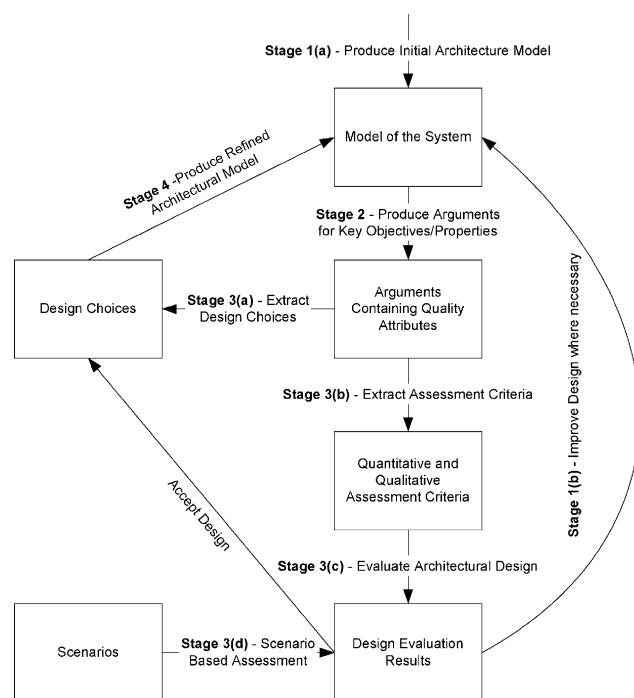 Stage 1(a) - Produce Initial Architecture Model
Model of the System
Stage 4 -Produce Refined
Architectural Model
Stage 2 - Produce Arguments
for Key Objectives/Properties
Design Choices
Stage 3(a) - Extract
Design Choices
Arguments
Containing Quality
Attributes
Stage 1(b) - Improve Design where necessary
Stage 3(b) - Extract Assessment Criteria
Quantitative and
Qualitative
Assessment Criteria
Accept Design
Stage 3(c) - Evaluate Architectural Design
Scenarios
Stage 3(d) - Scenario
Based Assessment
Design Evaluation
Results